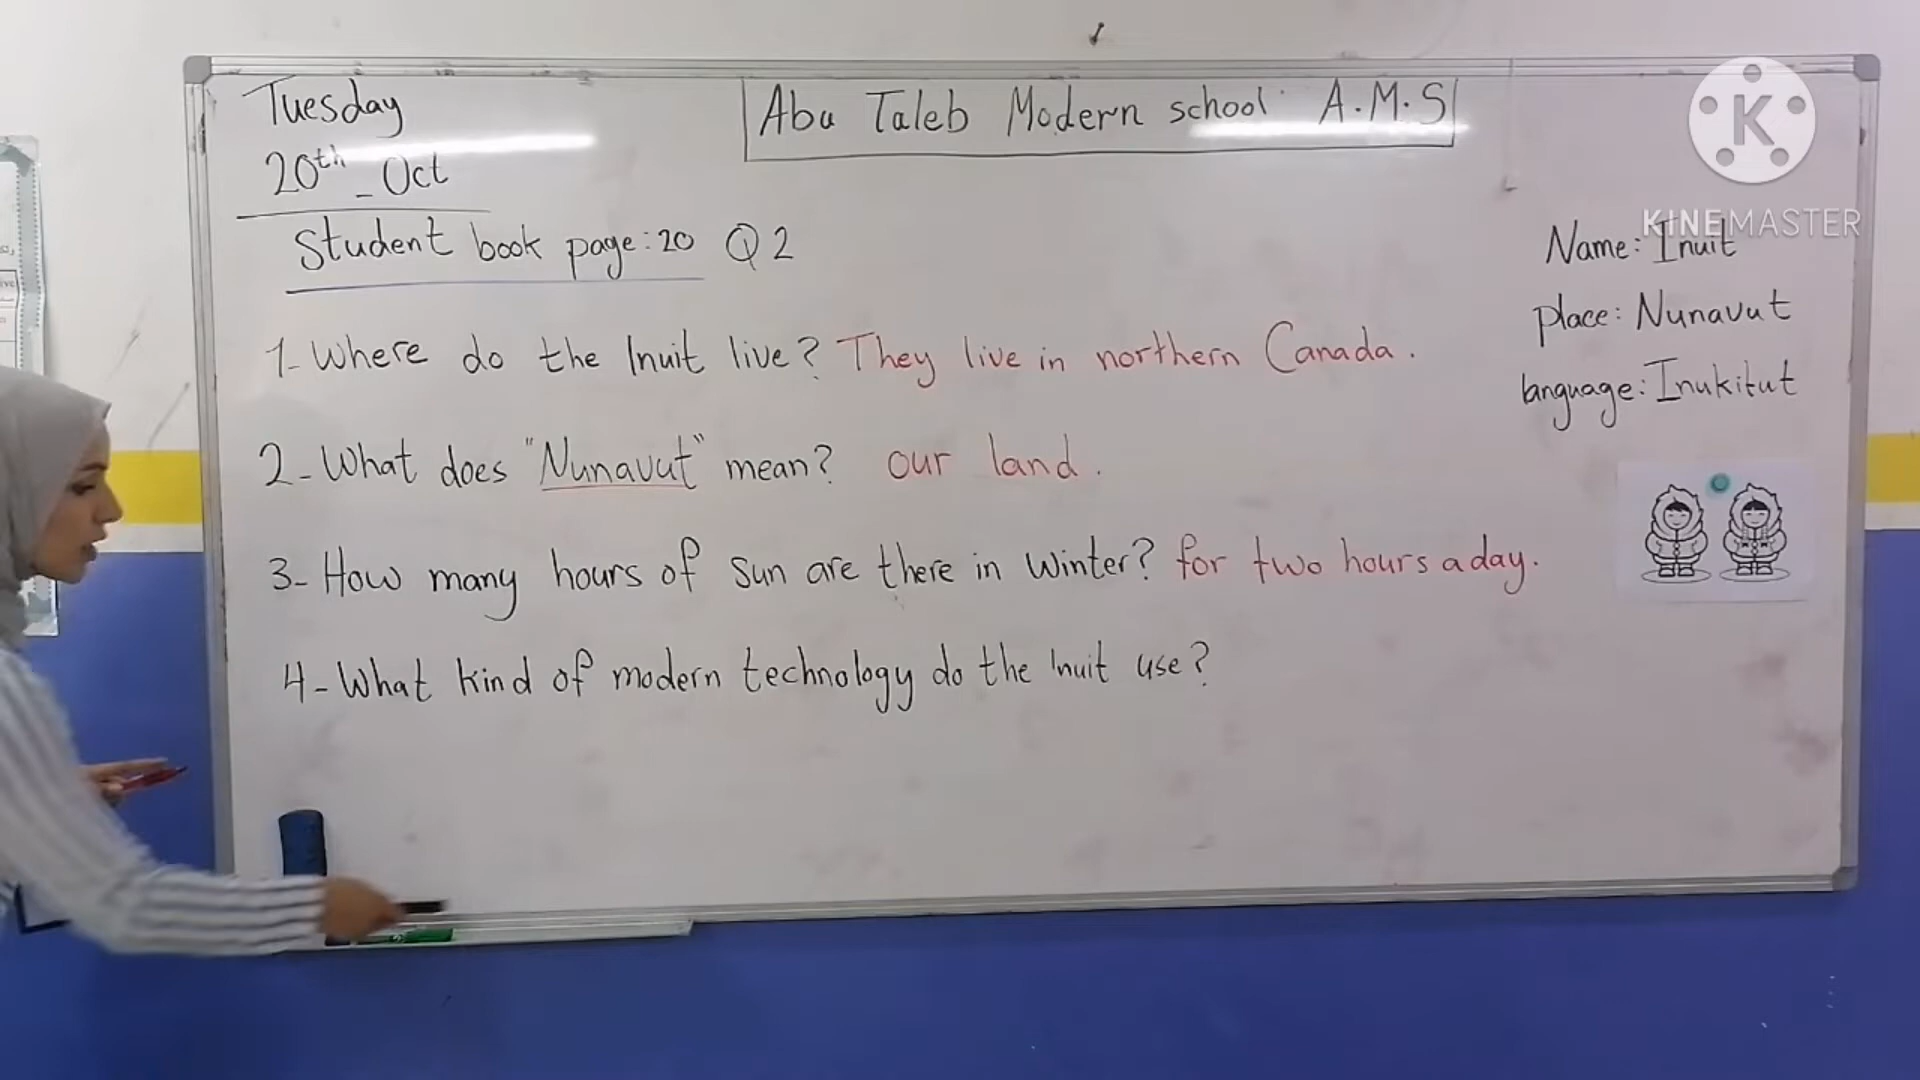 Tuesday
20th - Oct
Abu Taleb Modern school A.M.S
Student book page: 20 Q2
1- Where do the Inuit live? They live in northern Canada.
2- What does "Nunavut" mean? our land.
3- How many hours of sun are there in winter? for two hours a day.
4- What kind of modern technology do the Inuit use?
K
KINEMASTER
Name: Inuit
place: Nunavut
language: Inukitut